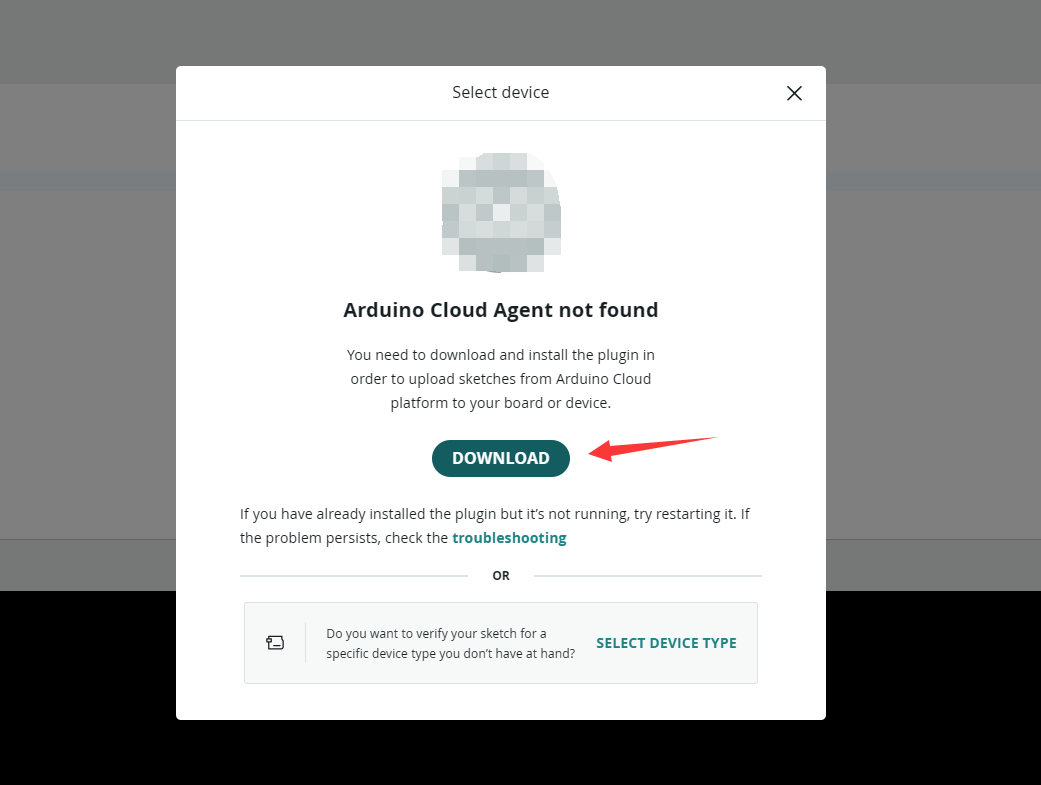 Select device
Arduino Cloud Agent not found
You need to download and install the plugin in
order to upload sketches from Arduino Cloud
platform to your board or device.
DOWNLOAD
If you have already installed the plugin but it’s not running, try restarting it. If
the problem persists, check the troubleshooting
OR
Do you want to verify your sketch for a
specific device type you don’t have at hand?
SELECT DEVICE TYPE